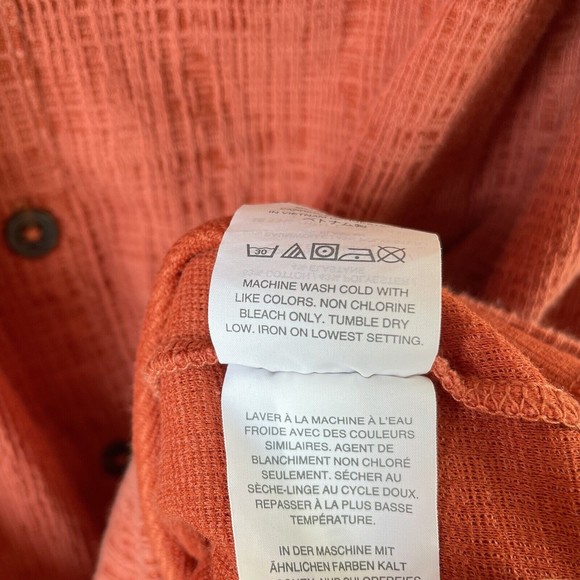 30
MACHINE WASH COLD WITH
LIKE COLORS. NON CHLORINE
BLEACH ONLY. TUMBLE DRY
LOW. IRON ON LOWEST SETTING.
LAVER À LA MACHINE À L'EAU
FROIDE AVEC DES COULEURS
SIMILAIRES. AGENT DE
BLANCHIMENT NON CHLORÉ
SEULEMENT. SÉCHER AU
SÈCHE-LINGE AU CYCLE DOUX.
REPASSER À LA PLUS BASSE
TEMPÉRATURE.
IN DER MASCHINE MIT
ÄHNLICHEN FARBEN KALT